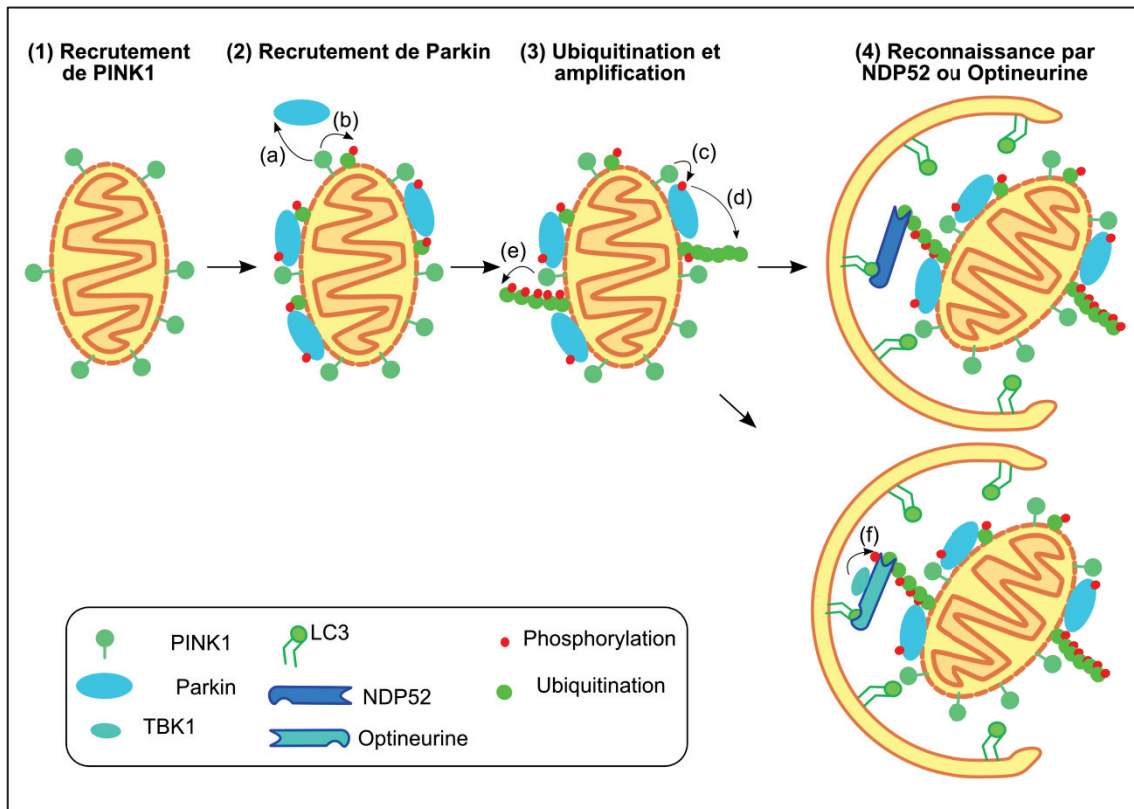 (1) Recrutement
de PINK1
(2) Recrutement de Parkin
(3) Ubiquitination et
amplification
(4) Reconnaissance par
NDP52 ou Optineurine
(a)
(b)
(c)
(d)
(e)
(f)
PINK1
Parkin
TBK1
LC3
NDP52
Optineurine
Phosphorylation
Ubiquitination